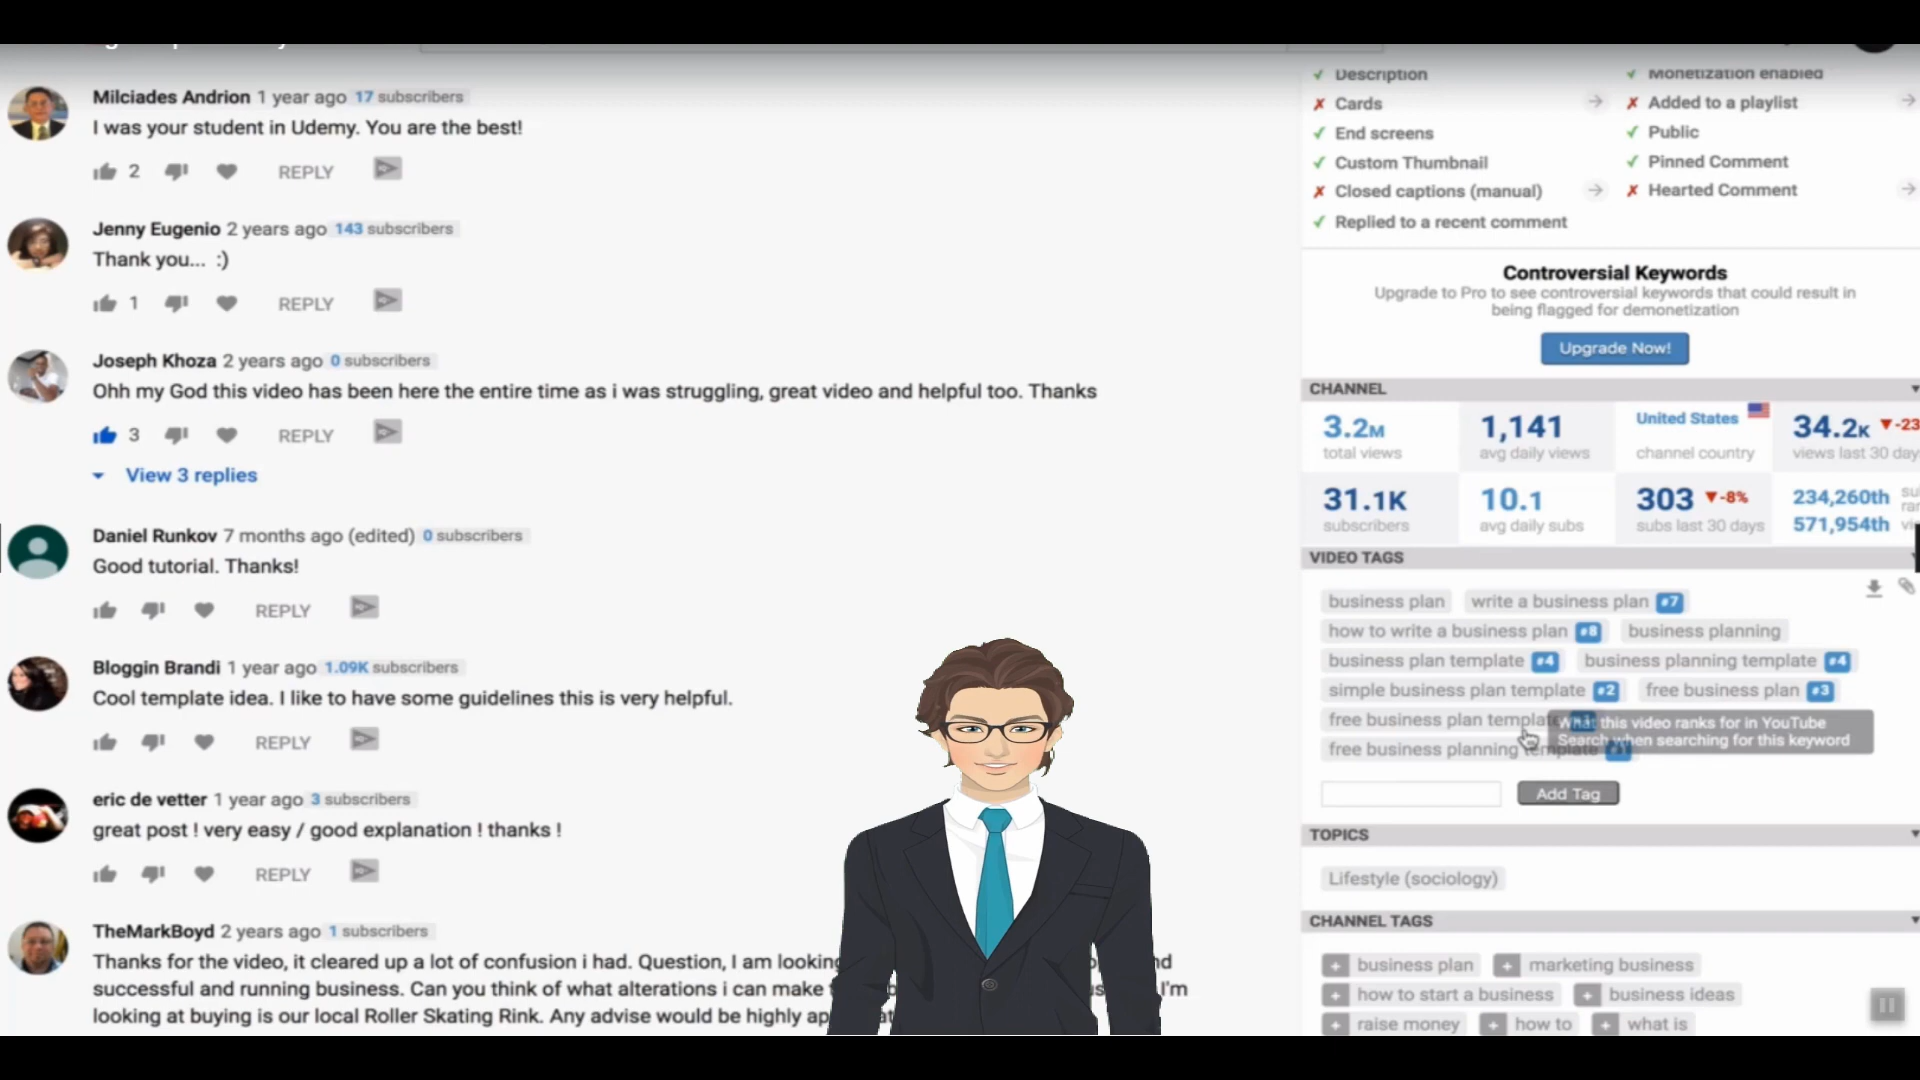 Milciades Andrion 1 year ago 17 subscribers
I was your student in Udemy. You are the best!
2 REPLY
Jenny Eugenio 2 years ago 143 subscribers
Thank you... :)
1 REPLY
Joseph Khoza 2 years ago 0 subscribers
Ohh my God this video has been here the entire time as i was struggling, great video and helpful too. Thanks
3 REPLY
View 3 replies
Daniel Runkov 7 months ago (edited) 0 subscribers
Good tutorial. Thanks!
REPLY
Bloggin Brandi 1 year ago 1.09K subscribers
Cool template idea. I like to have some guidelines this is very helpful.
REPLY
eric de vetter 1 year ago 3 subscribers
great post ! very easy / good explanation ! thanks !
REPLY
TheMarkBoyd 2 years ago 1 subscribers
Thanks for the video, it cleared up a lot of confusion i had. Question, I am looking
successful and running business. Can you think of what alterations i can make I'm
looking at buying is our local Roller Skating Rink. Any advise would be highly
Description Monetization enabled
Cards Added to a playlist
End screens Public
Custom Thumbnail Pinned Comment
Closed captions (manual) Hearted Comment
Replied to a recent comment
Controversial Keywords
Upgrade to Pro to see controversial keywords that could result in
being flagged for demonetization
Upgrade Now!
CHANNEL
3.2M 1,141 United States 34.2K -23
total views avg daily views channel country views last 30 day
31.1K 10.1 303 -8% 234,260th
subscribers avg daily subs subs last 30 days 571,954th
VIDEO TAGS
business plan write a business plan #7
how to write a business plan #8 business planning
business plan template #4 business planning template #4
simple business plan template #2 free business plan #3
free business plan template
What this video ranks for in YouTube
Search when searching for this keyword
free business planning template
Add Tag
TOPICS
Lifestyle (sociology)
CHANNEL TAGS
+ business plan + marketing business
+ how to start a business + business ideas
+ raise money + how to + what is